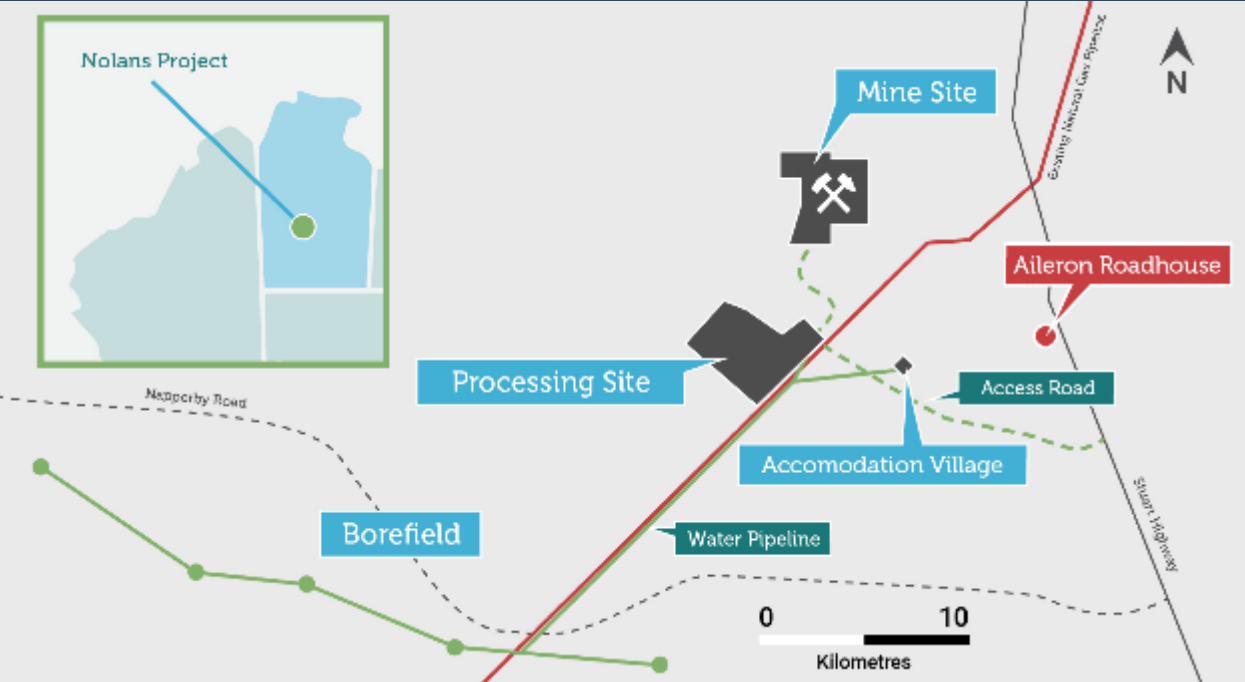 Nolans Project
Mine Site
Existing Natural Gas Pipeline
N
Aileron Roadhouse
Processing Site
Access Road
Napperby Road
Accomodation Village
Borefield
Water Pipeline
Stuart Highway
0 10
Kilometres